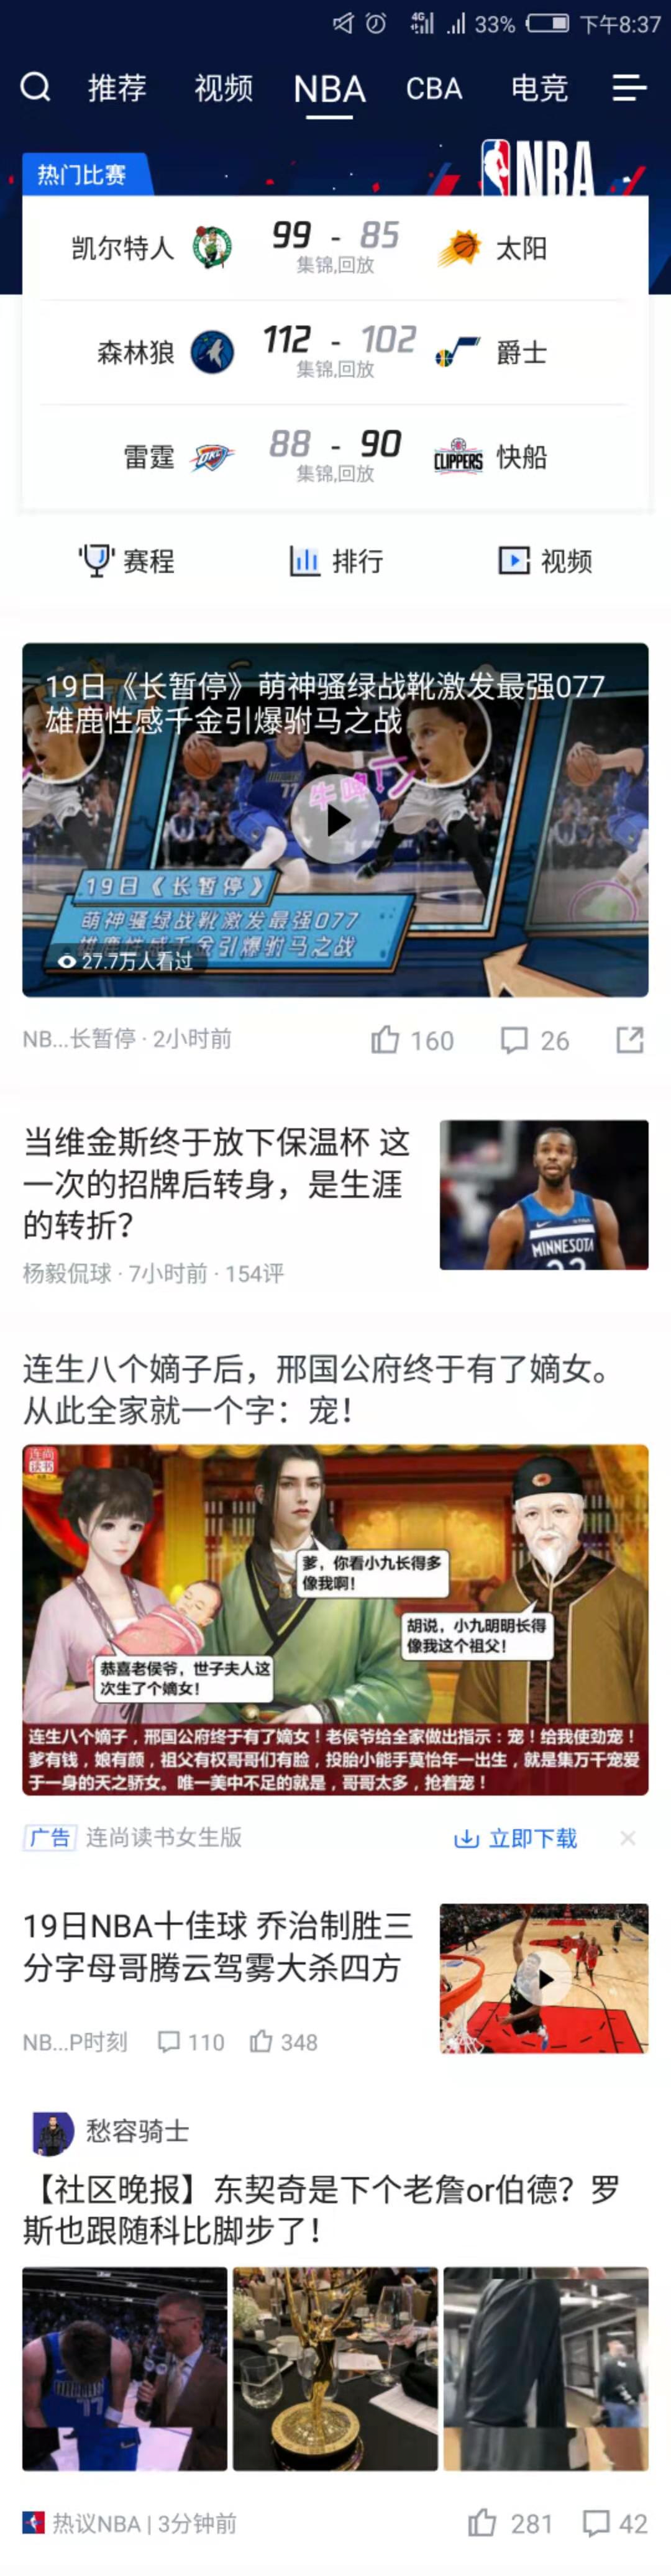 4G 33% 下午8:37
推荐 视频 NBA CBA 电竞
热门比赛 NBA
凯尔特人 99 - 85 太阳
集锦,回放
森林狼 112 - 102 爵士
集锦,回放
雷霆 88 - 90 CLIPPERS 快船
集锦,回放
赛程 排行 视频
19日《长暂停》萌神骚绿战靴激发最强077
雄鹿性感千金引爆驸马之战
77
19日《长暂停》
萌神骚绿战靴激发最强077
雄鹿性感千金引爆驸马之战
27.7万人看过
NB...长暂停 · 2小时前 160 26
当维金斯终于放下保温杯 这
一次的招牌后转身，是生涯
的转折？
MINNESOTA
22
杨毅侃球 · 7小时前 · 154评
连生八个嫡子后，邢国公府终于有了嫡女。
从此全家就一个字：宠！
连尚
读书
爹，你看小九长得多
像我啊！
胡说，小九明明长得
像我这个祖父！
恭喜老侯爷，世子夫人这
次生了个嫡女！
连生八个嫡子，邢国公府终于有了嫡女！老侯爷给全家做出指示：宠！给我使劲宠！
爹有钱，娘有颜，祖父有权哥哥们有脸，投胎小能手莫怡年一出生，就是集万千宠爱
于一身的天之骄女。唯一美中不足的就是，哥哥太多，抢着宠！
广告 连尚读书女生版 立即下载
19日NBA十佳球 乔治制胜三
分字母哥腾云驾雾大杀四方
NB...P时刻 110 348
愁容骑士
【社区晚报】东契奇是下个老詹or伯德？罗
斯也跟随科比脚步了！
77
热议NBA | 3分钟前 281 42